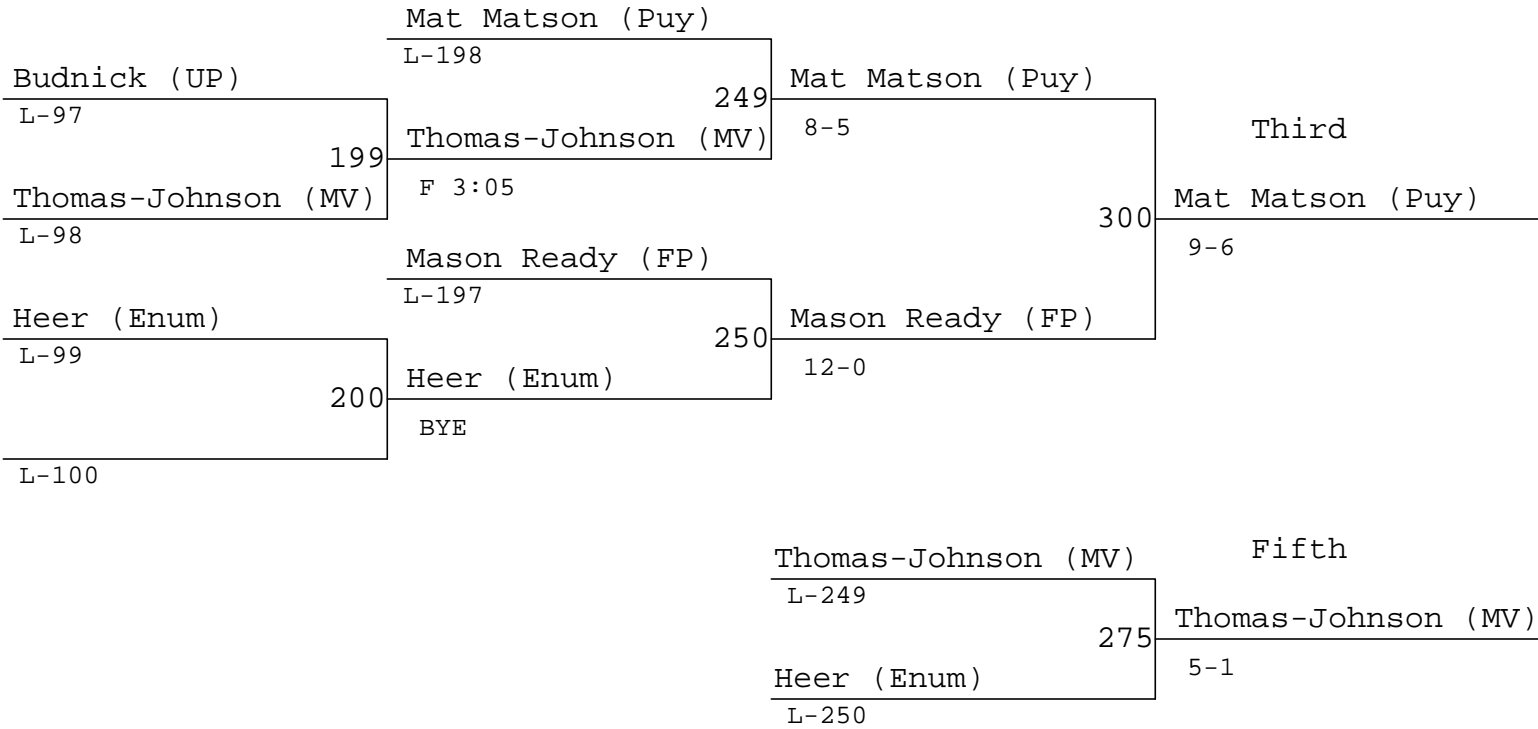 Mat Matson (Puy)
L-198
Budnick (UP)
L-97
249
Mat Matson (Puy)
8-5
Third
199
Thomas-Johnson (MV)
F 3:05
Thomas-Johnson (MV)
L-98
300
Mat Matson (Puy)
9-6
Mason Ready (FP)
L-197
Heer (Enum)
L-99
250
Mason Ready (FP)
12-0
200
Heer (Enum)
BYE
L-100
Thomas-Johnson (MV)
L-249
Fifth
275
Thomas-Johnson (MV)
5-1
Heer (Enum)
L-250